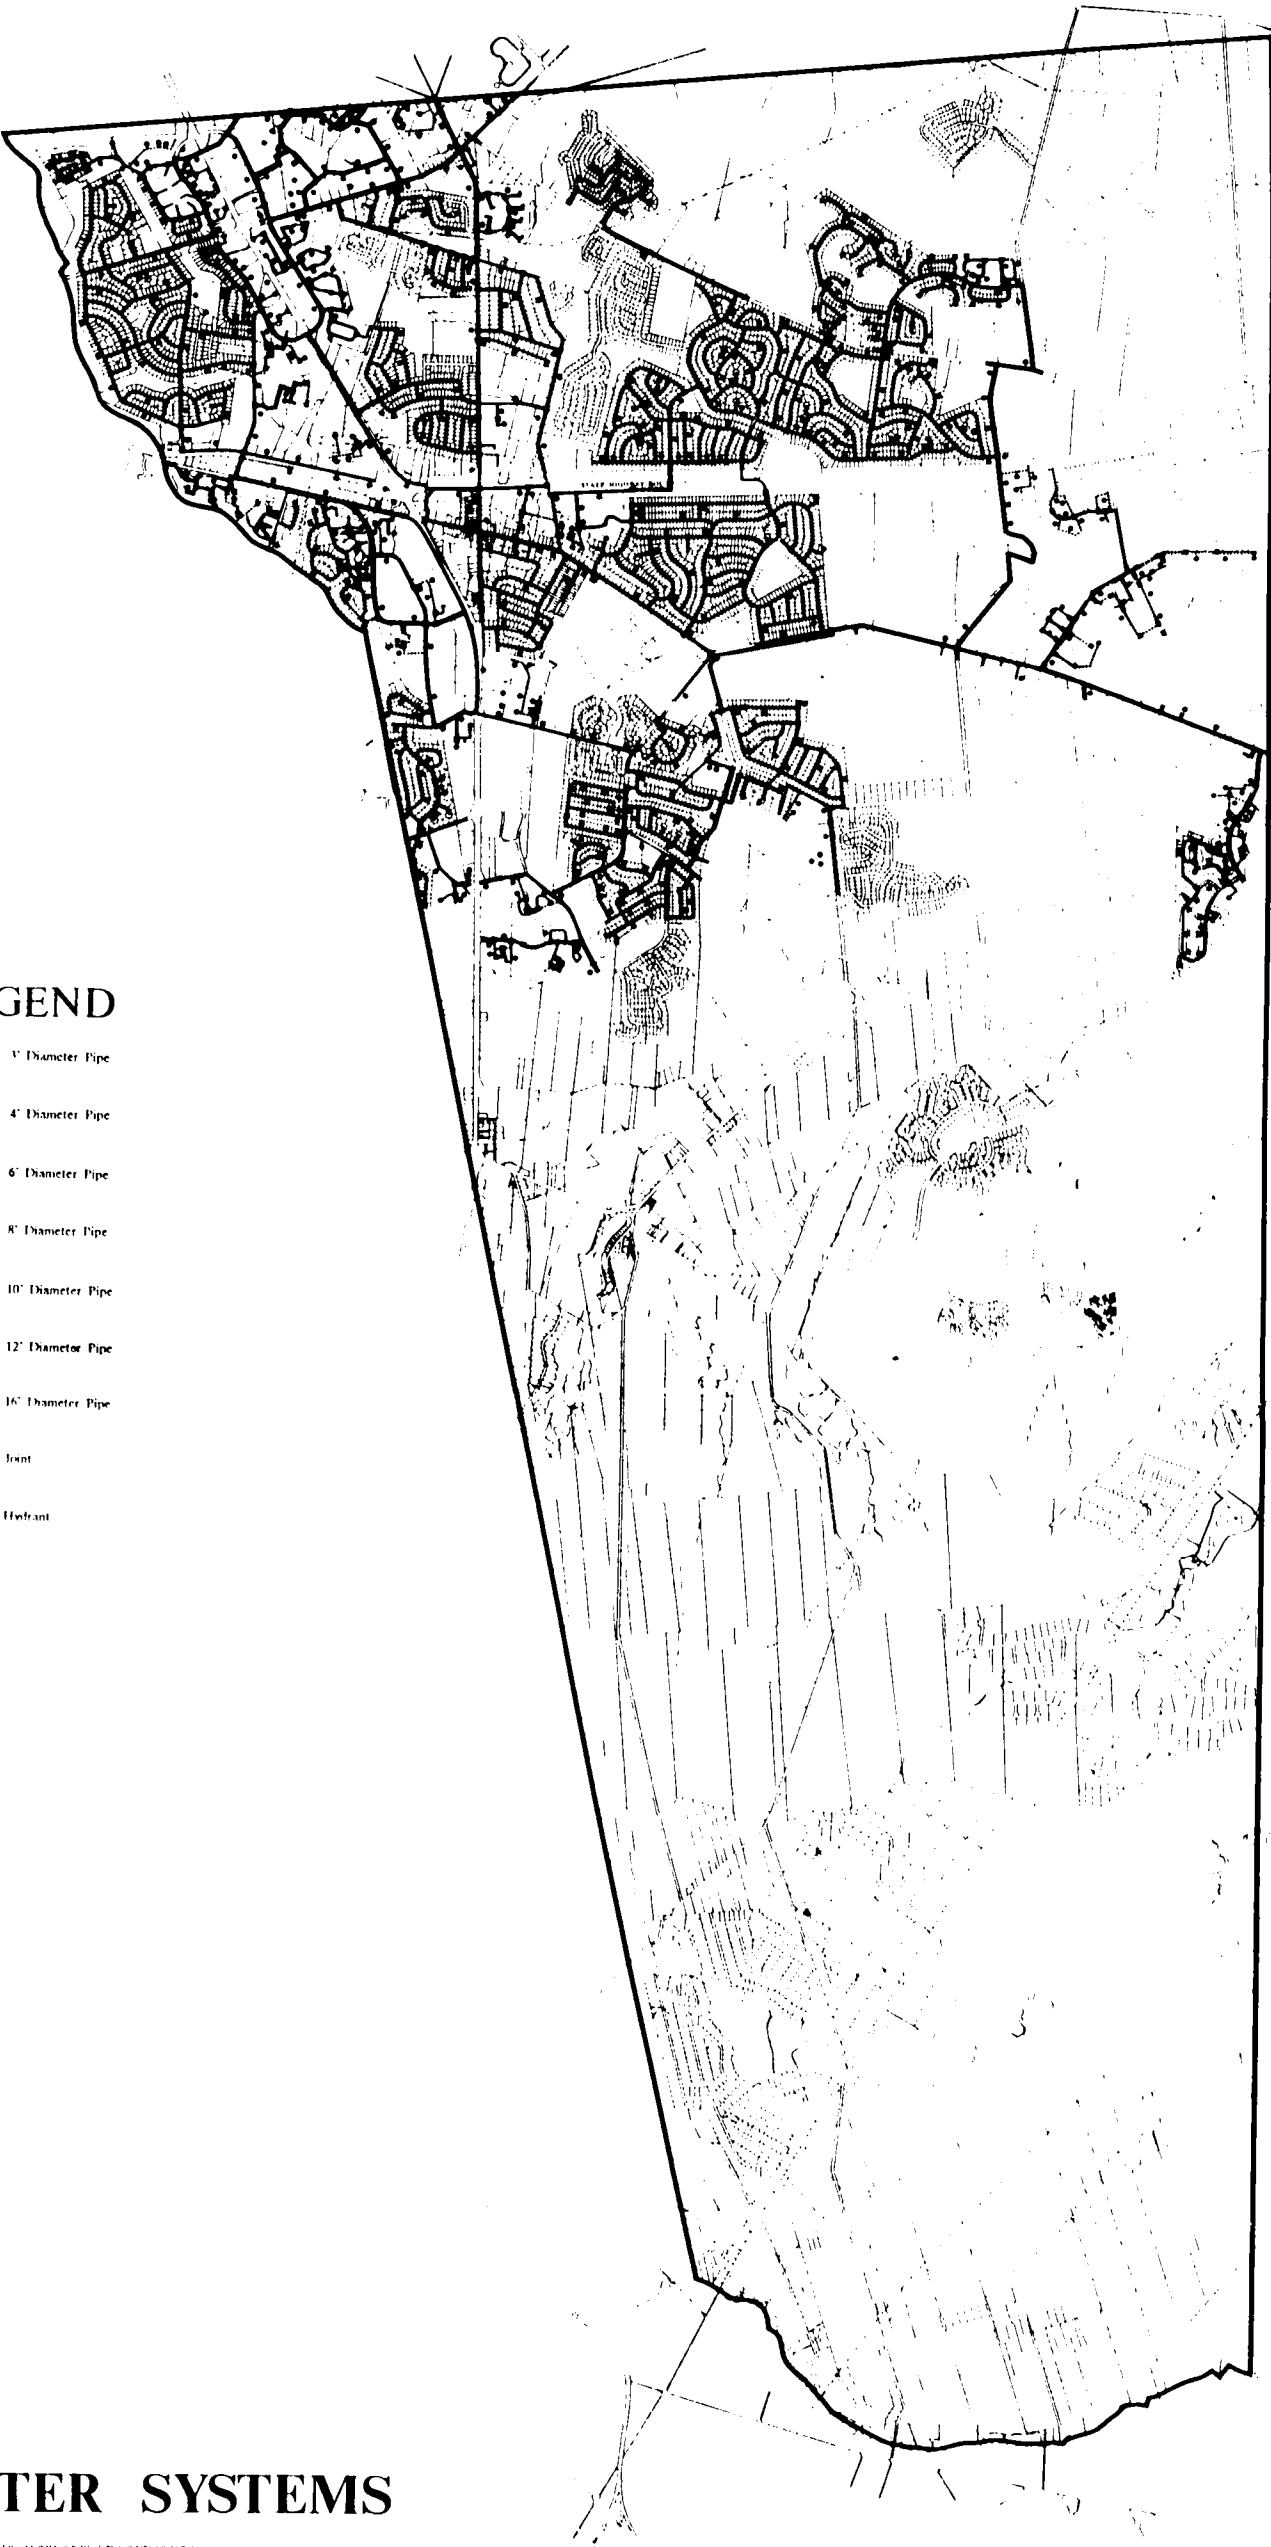 GEND
3" Diameter Pipe
4" Diameter Pipe
6" Diameter Pipe
8" Diameter Pipe
10" Diameter Pipe
12" Diameter Pipe
16" Diameter Pipe
Joint
Hydrant
TER SYSTEMS